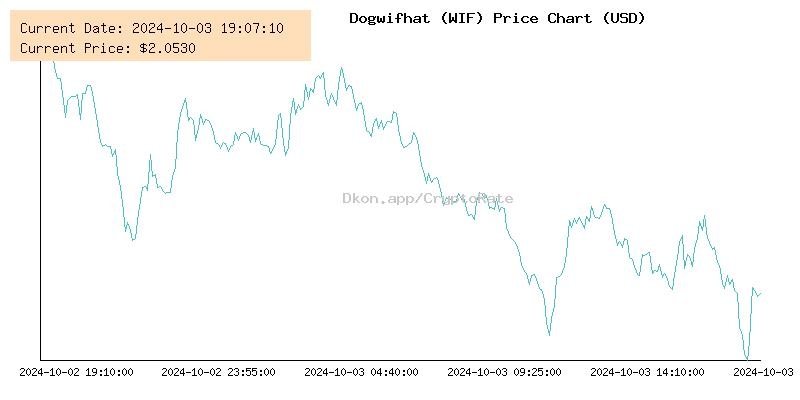 Dogwifhat (WIF) Price Chart (USD)
Current Date: 2024-10-03 19:07:10
Current Price: $2.0530
Dkon.app/CryptoRate
2024-10-02 19:10:00 2024-10-02 23:55:00 2024-10-03 04:40:00 2024-10-03 09:25:00 2024-10-03 14:10:00 2024-10-03